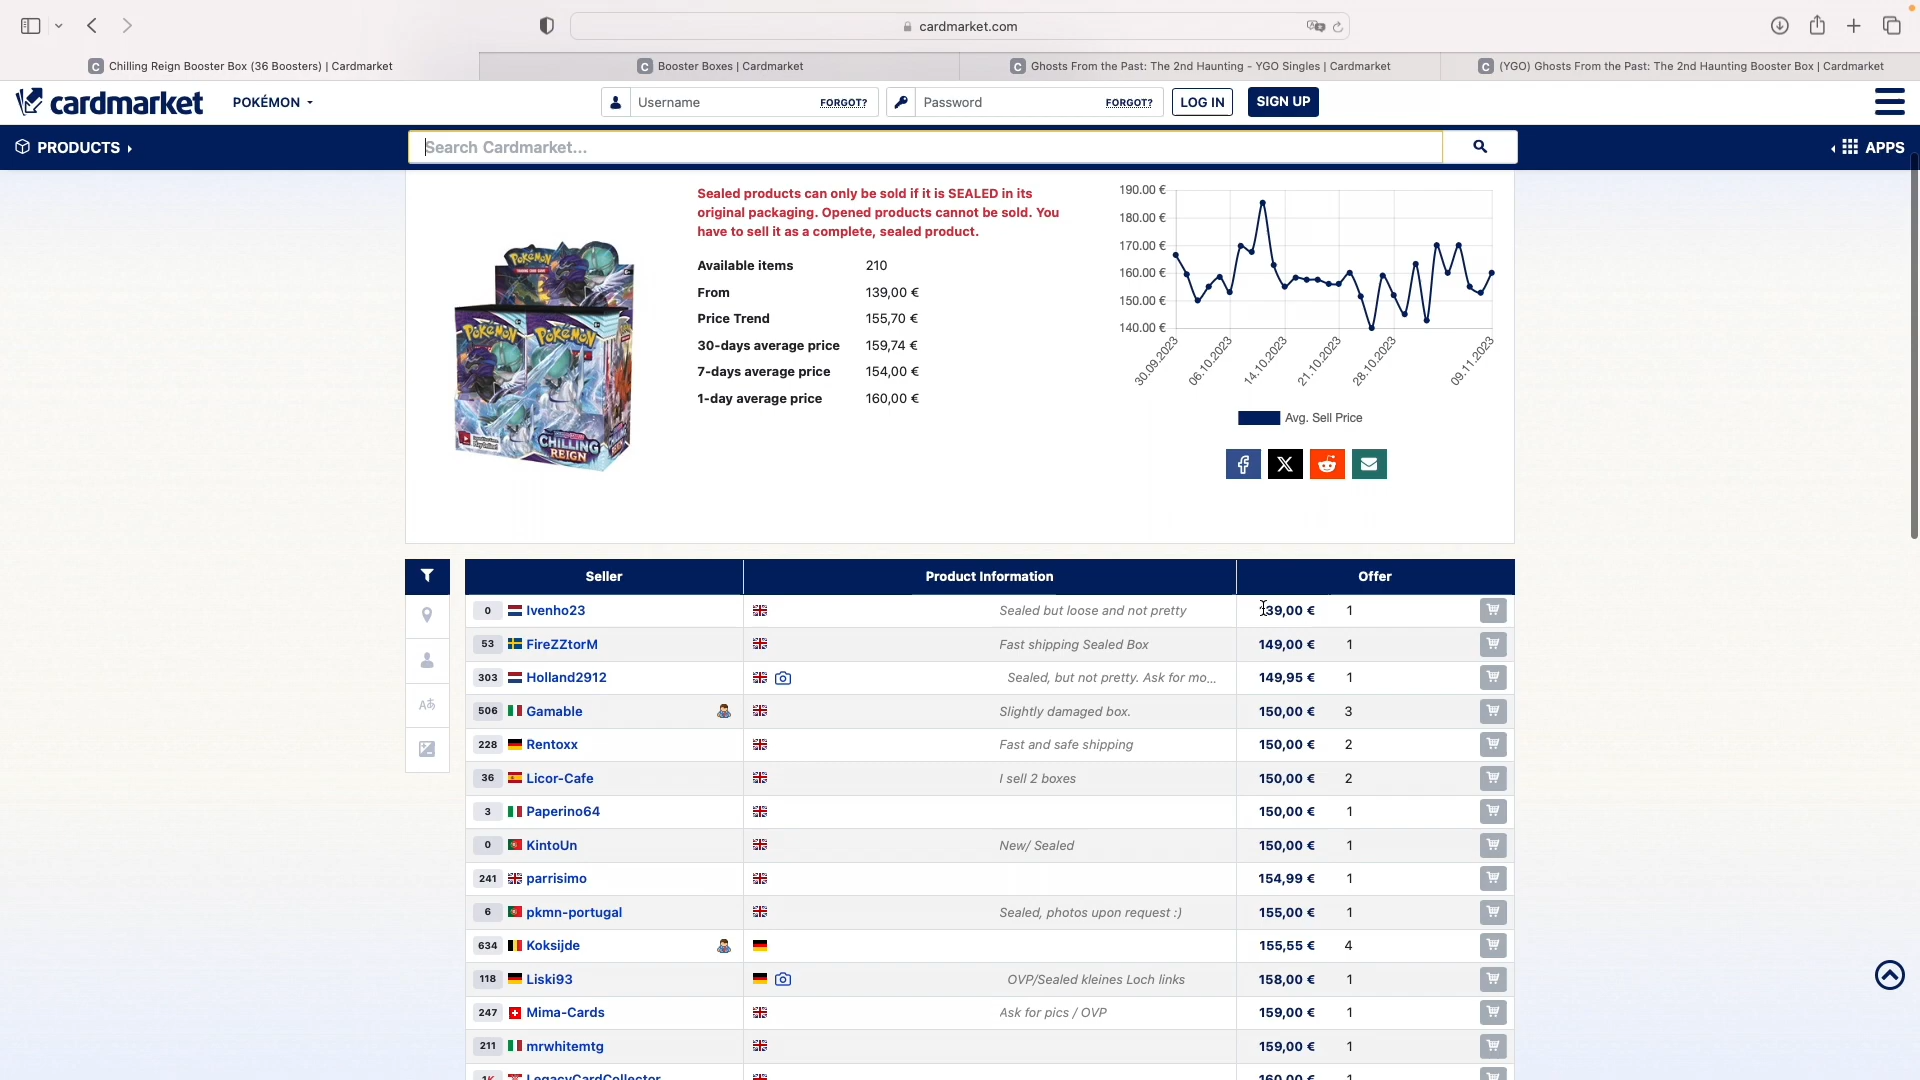 cardmarket.com
Chilling Reign Booster Box (36 Boosters) | Cardmarket
Booster Boxes | Cardmarket
Ghosts From the Past: The 2nd Haunting - YGO Singles | Cardmarket
(YGO) Ghosts From the Past: The 2nd Haunting Booster Box | Cardmarket
cardmarket POKÉMON Username FORGOT? Password FORGOT? LOG IN SIGN UP
PRODUCTS Search Cardmarket... APPS
Sealed products can only be sold if it is SEALED in its
original packaging. Opened products cannot be sold. You
have to sell it as a complete, sealed product.
Available items 210
From 139,00 €
Price Trend 155,70 €
30-days average price 159,74 €
7-days average price 154,00 €
1-day average price 160,00 €
POKÉMON
POKÉMON POKÉMON
CHILLING
REIGN
190.00 €
180.00 €
170.00 €
160.00 €
150.00 €
140.00 €
30.09.2023 06.10.2023 14.10.2023 21.10.2023 28.10.2023 09.11.2023
Avg. Sell Price
Seller Product Information Offer
0 Ivenho23 Sealed but loose and not pretty 139,00 € 1
53 FireZZtorM Fast shipping Sealed Box 149,00 € 1
303 Holland2912 Sealed, but not pretty. Ask for mo... 149,95 € 1
506 Gamable Slightly damaged box. 150,00 € 3
228 Rentoxx Fast and safe shipping 150,00 € 2
36 Licor-Cafe I sell 2 boxes 150,00 € 2
3 Paperino64 150,00 € 1
0 KintoUn New/ Sealed 150,00 € 1
241 parrisimo 154,99 € 1
6 pkmn-portugal Sealed, photos upon request :) 155,00 € 1
634 Koksijde 155,55 € 4
118 Liski93 OVP/Sealed kleines Loch links 158,00 € 1
247 Mima-Cards Ask for pics / OVP 159,00 € 1
211 mrwhitemtg 159,00 € 1
1K LegacyCardCollector 160,00 € 1